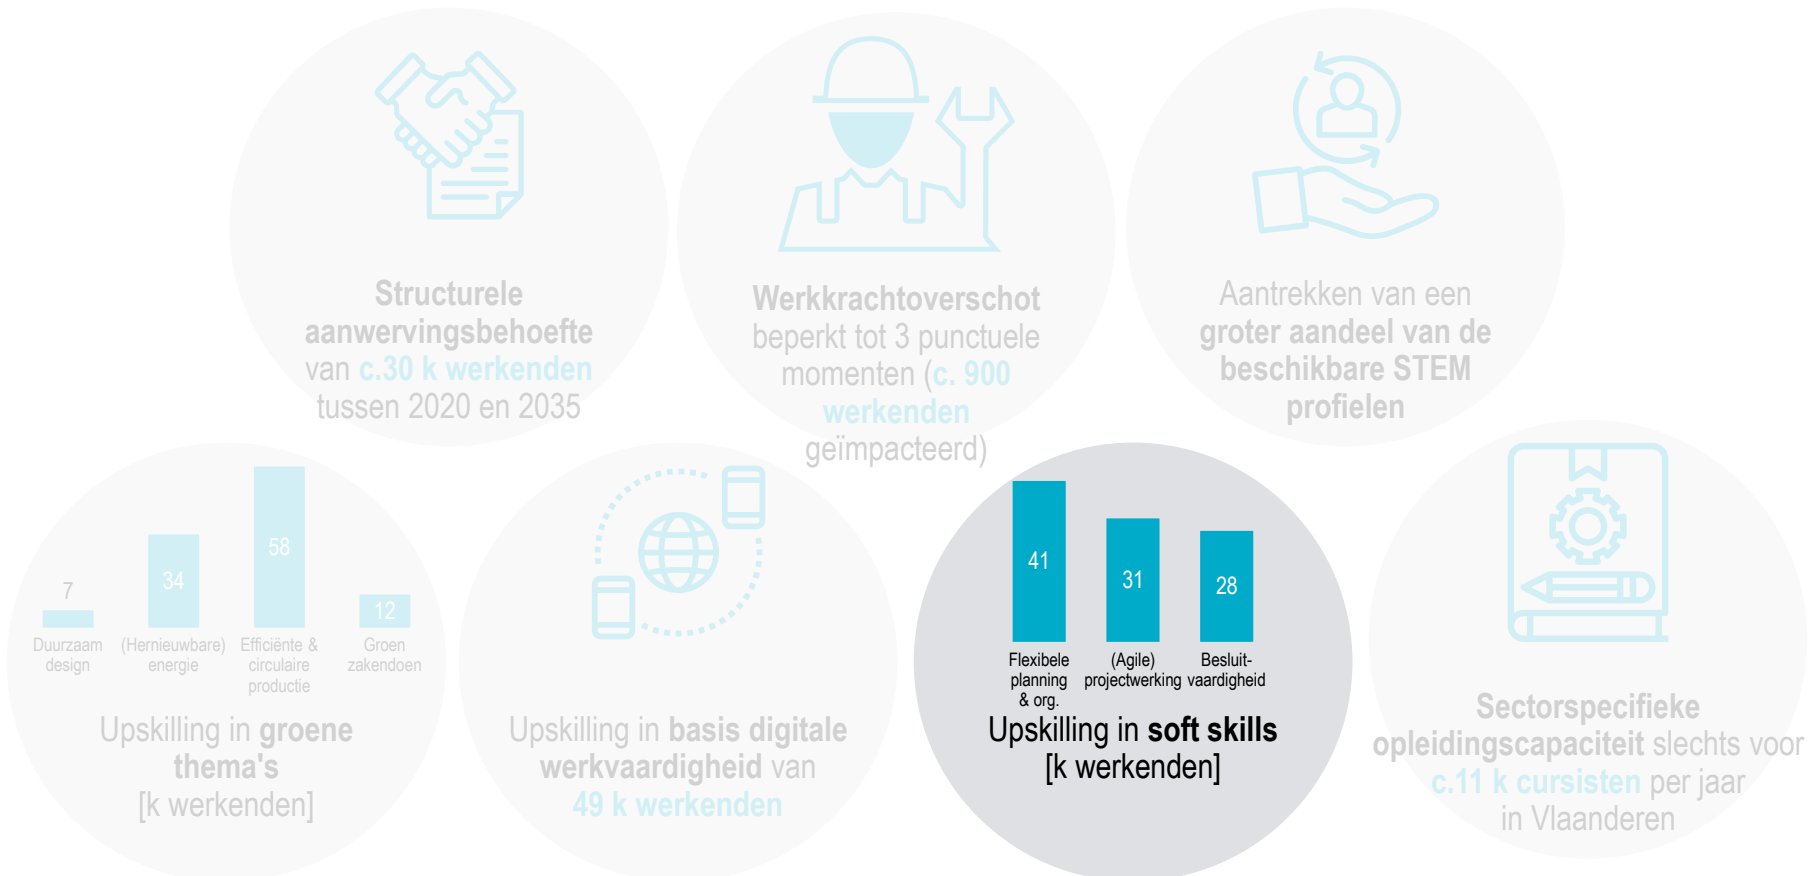 Structurele
aanwervingsbehoefte
van c.30 k werkenden
tussen 2020 en 2035
Werkkrachtoverschot
beperkt tot 3 punctuele
momenten (c. 900
werkenden
geïmpacteerd)
Aantrekken van een
groter aandeel van de
beschikbare STEM
profielen
7
34
58
12
Duurzaam
design
(Hernieuwbare)
energie
Efficiënte &
circulaire
productie
Groen
zakendoen
Upskilling in groene
thema's
[k werkenden]
Upskilling in basis digitale
werkvaardigheid van
49 k werkenden
41
31
28
Flexibele
planning
& org.
(Agile)
projectwerking
Besluit-
vaardigheid
Upskilling in soft skills
[k werkenden]
Sectorspecifieke
opleidingscapaciteit slechts voor
c.11 k cursisten per jaar
in Vlaanderen